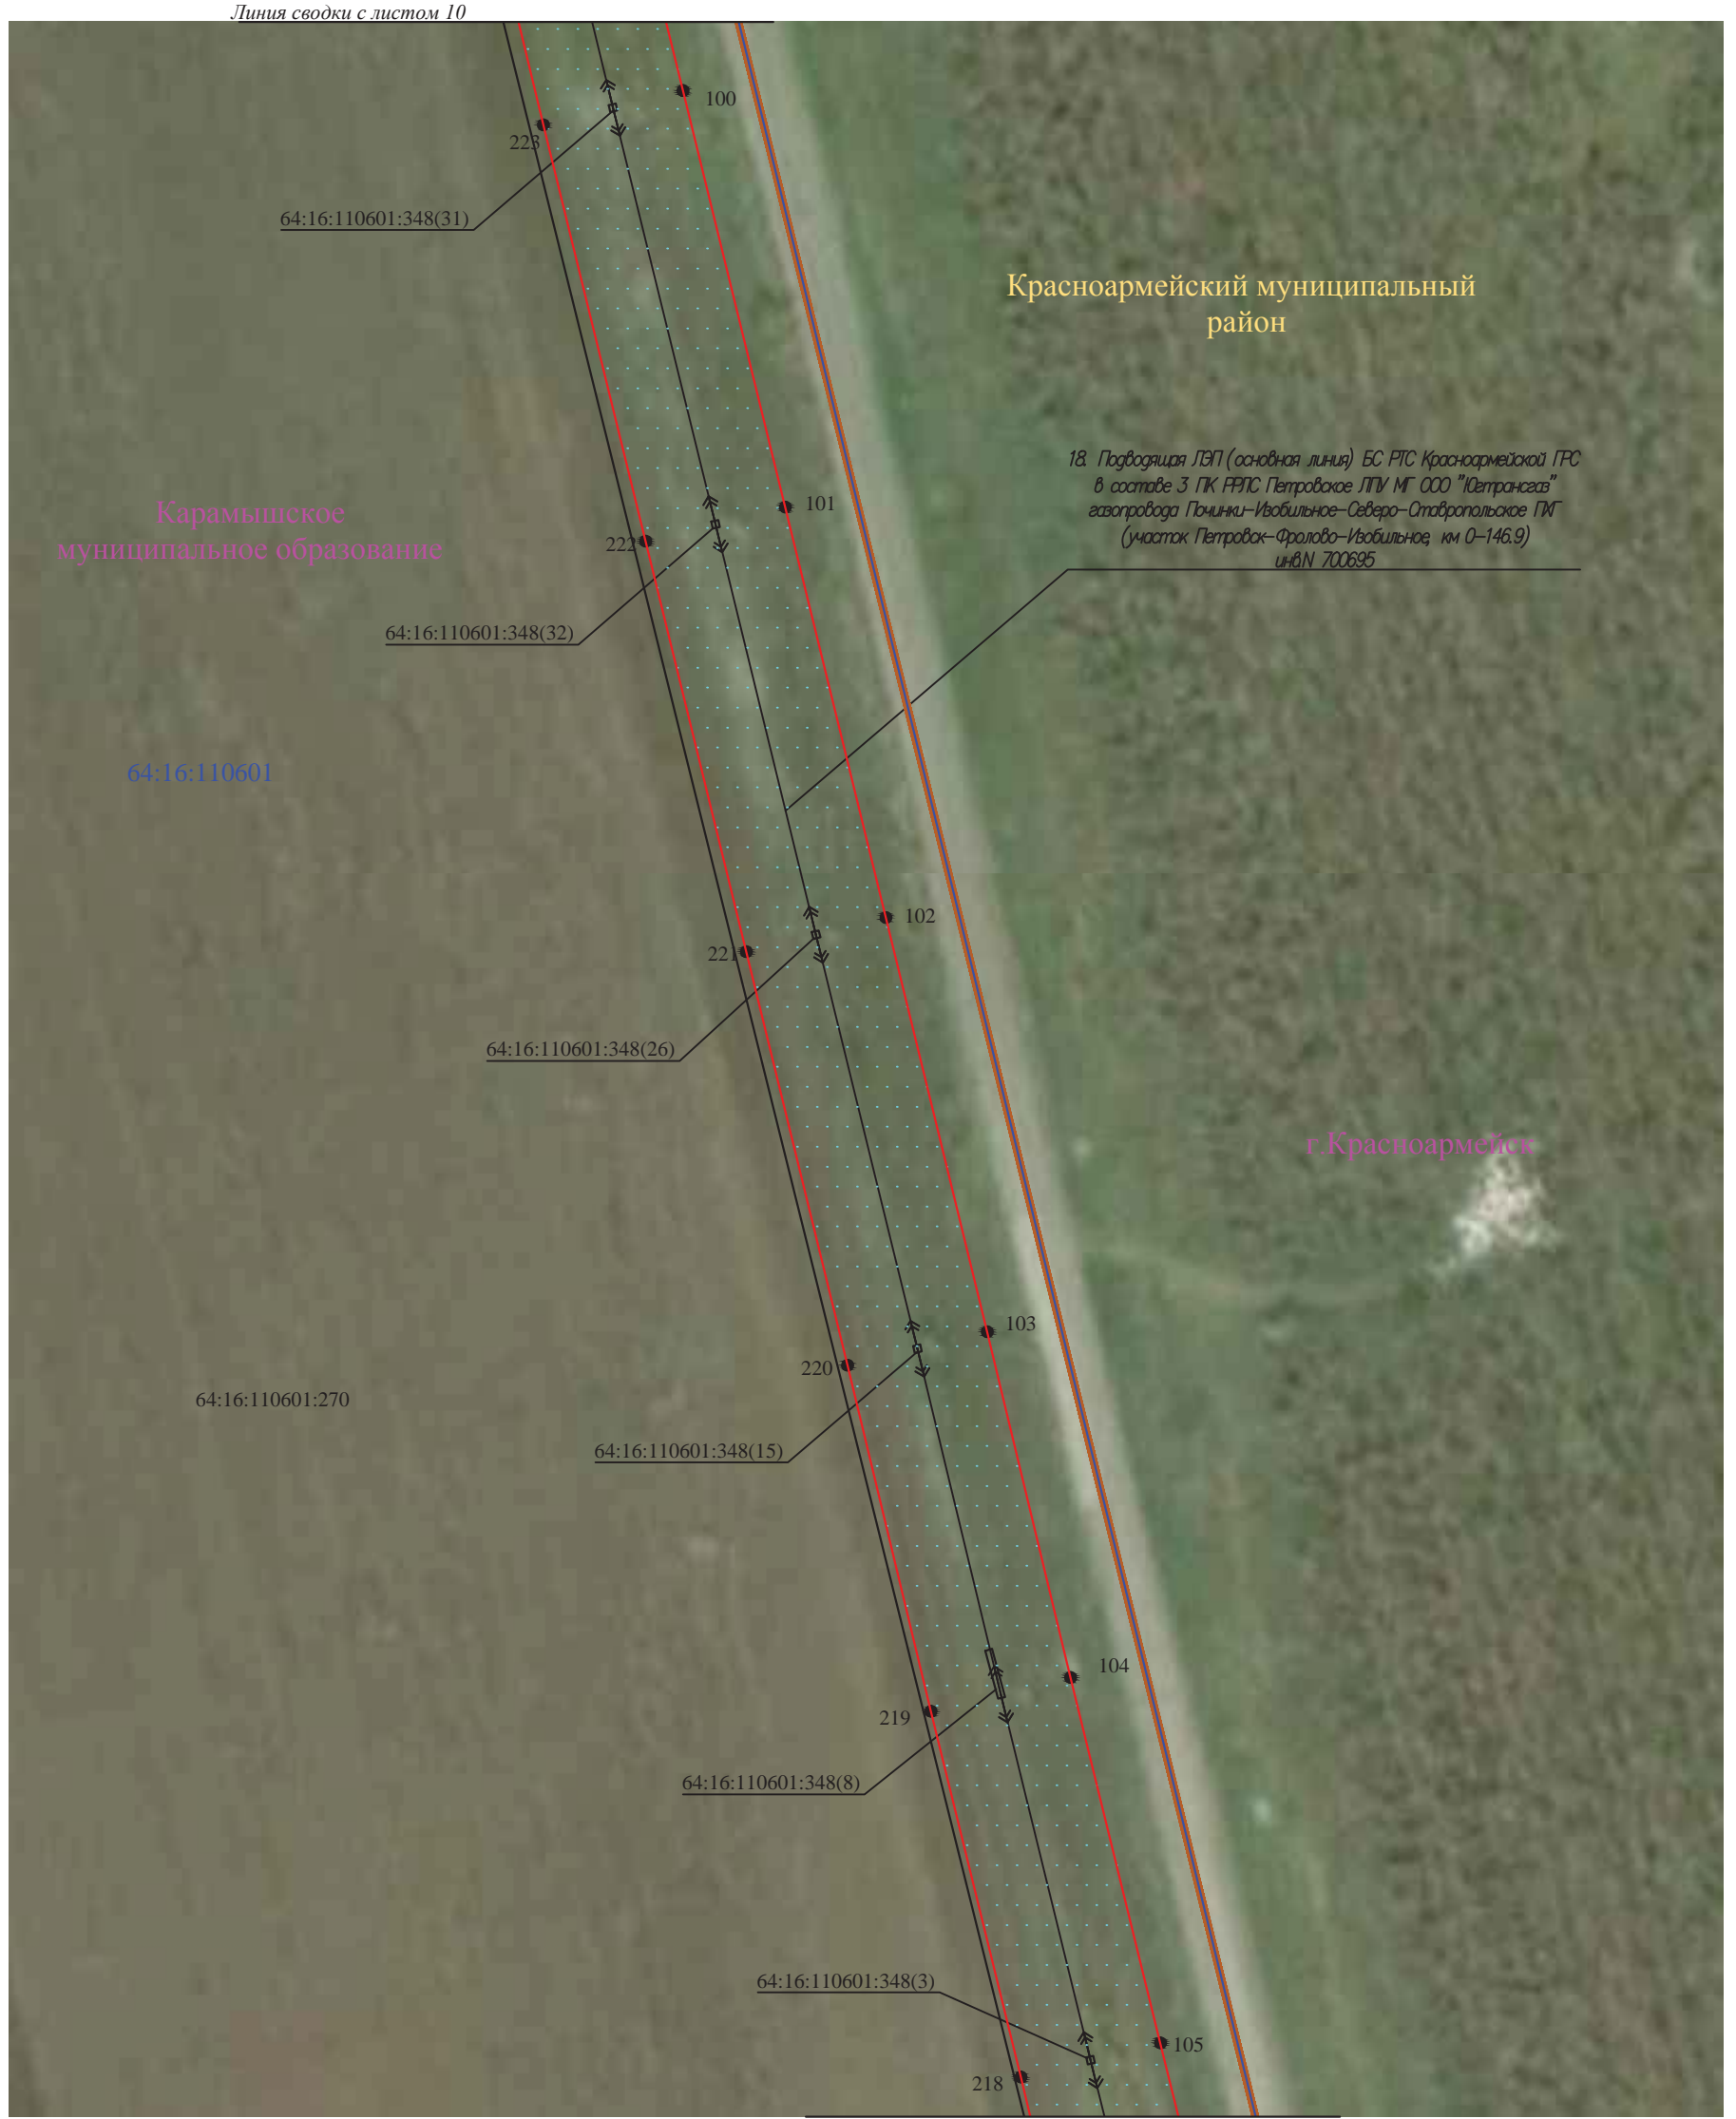 Линия сводки с листом 10
100
223
64:16:110601:348(31)
Красноармейский муниципальный
район
18. Подводящая ЛЭП (основная линия) БС РТС Красноармейской ГРС
в составе 3 ПК РРЛС Петровское ЛПУ МГ ООО "Югтрансгаз"
газопровода Починки-Изобильное-Северо-Ставропольское ПХГ
(участок Петровск-Фролово-Изобильное, км 0-146.9)
инв.N 700695
101
Карамышское
муниципальное образование
222
64:16:110601:348(32)
64:16:110601
102
221
64:16:110601:348(26)
г.Красноармейск
103
220
64:16:110601:270
64:16:110601:348(15)
104
219
64:16:110601:348(8)
64:16:110601:348(3)
105
218